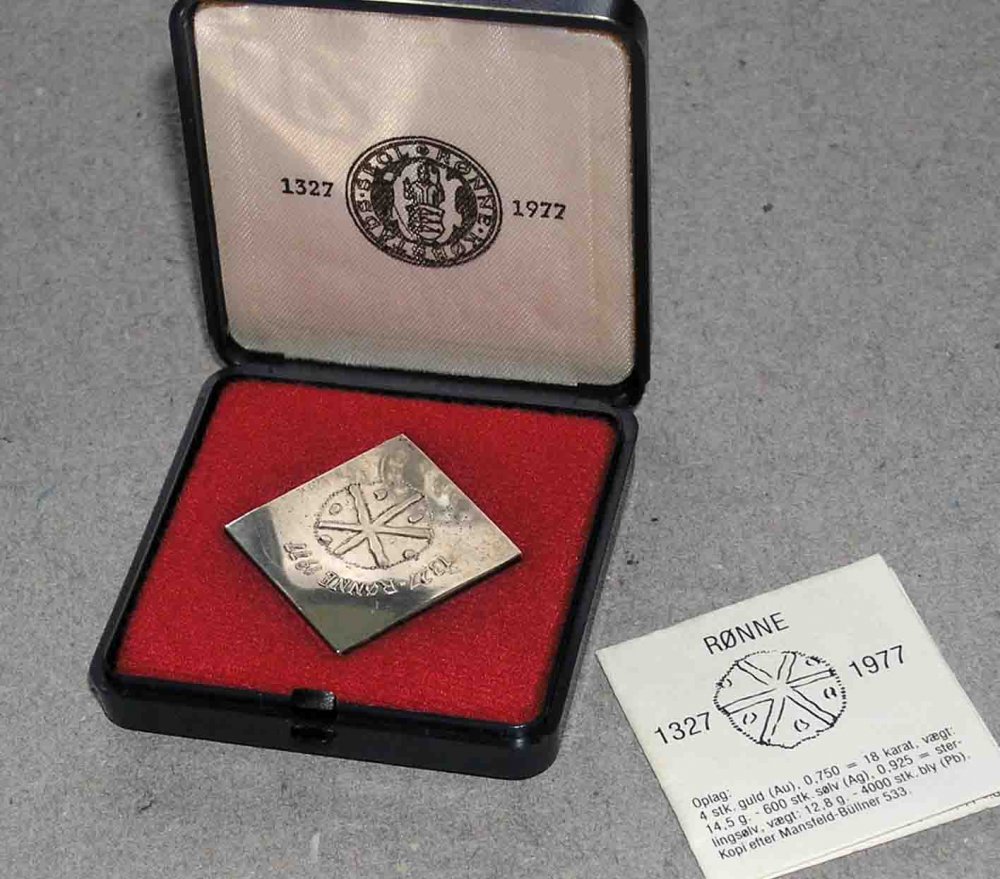 1327
RØNNE·KØBSTADS·SEGL
1977
1327·RØNNE 1977
RØNNE
1327
1977
Oplag:
4 stk. guld (Au), 0,750 = 18 karat, vægt:
14,5 g. - 600 stk. sølv (Ag), 0,925 = ster-
lingsølv, vægt: 12,8 g. - 4000 stk. bly (Pb).
Kopi efter Mansfeld-Büllner 533.